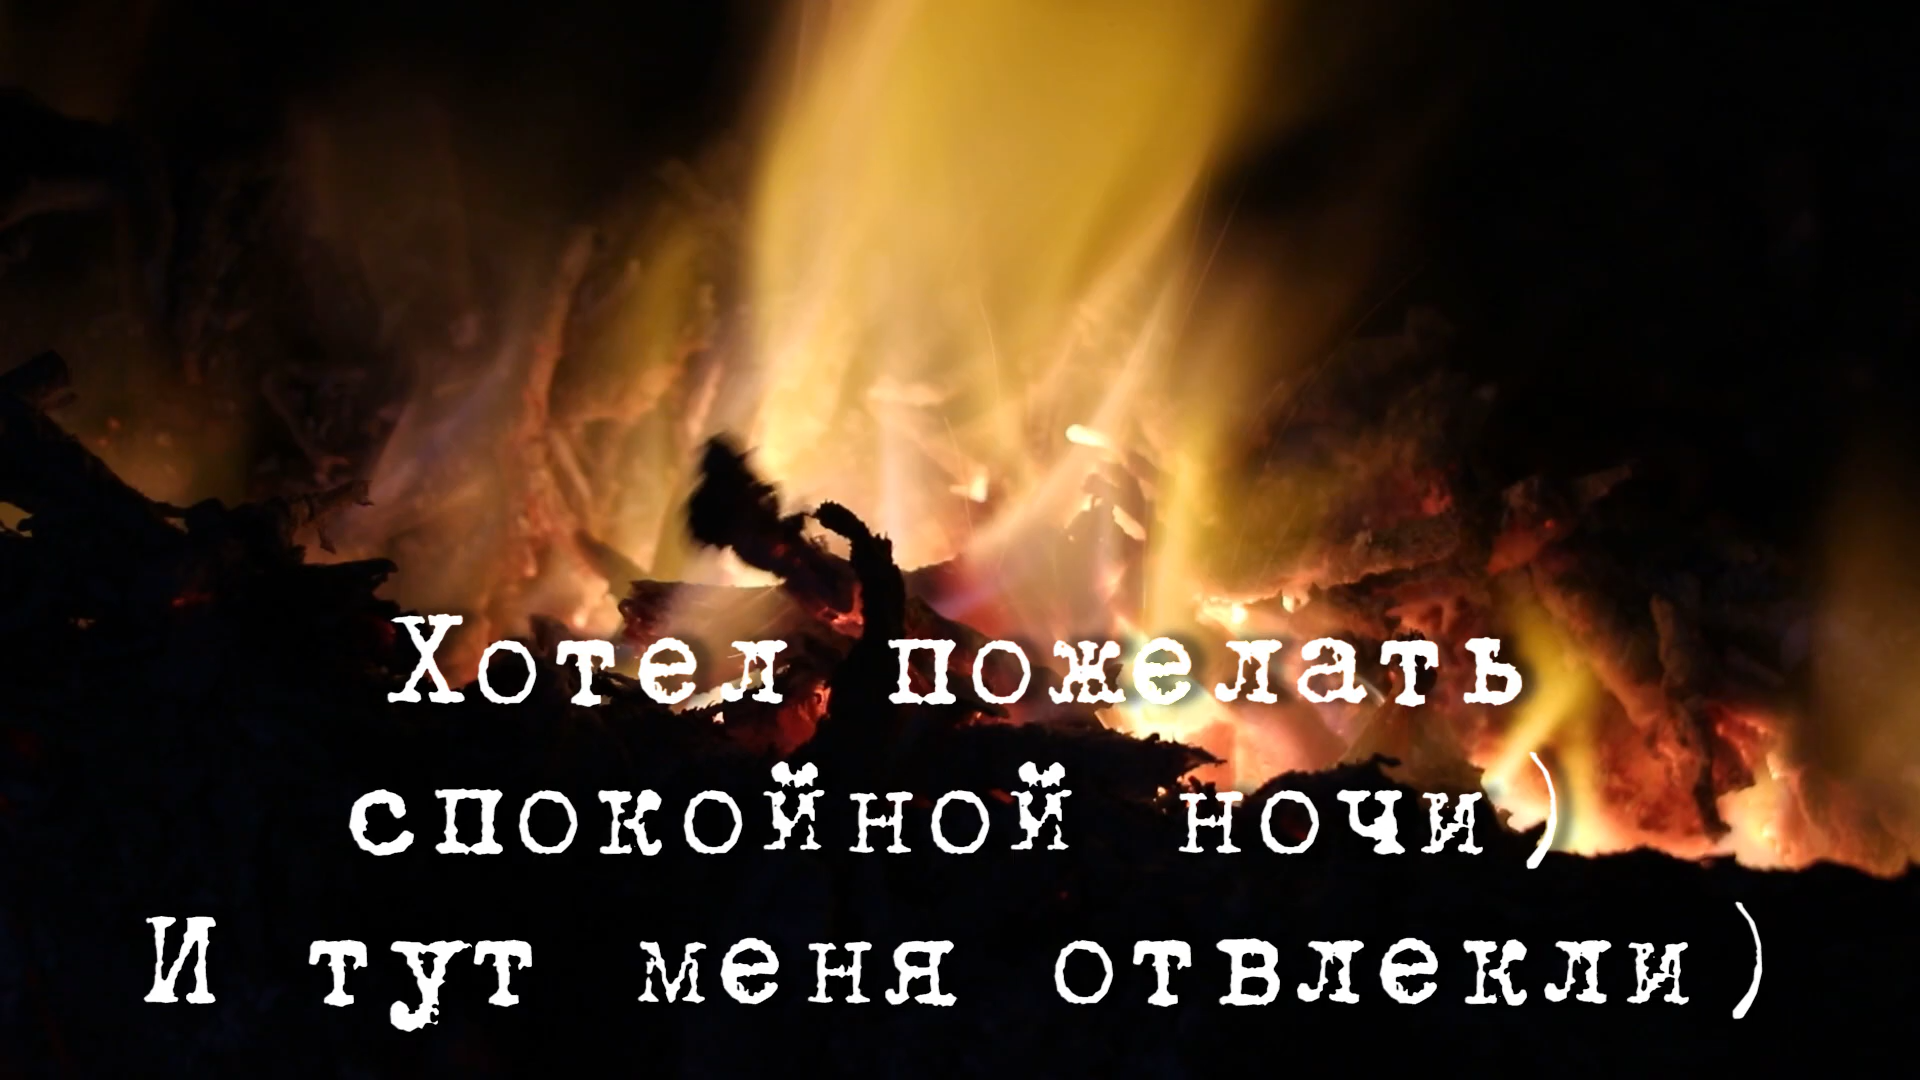 Хотел пожелать
спокойной ночи)
И тут меня отвлекли)